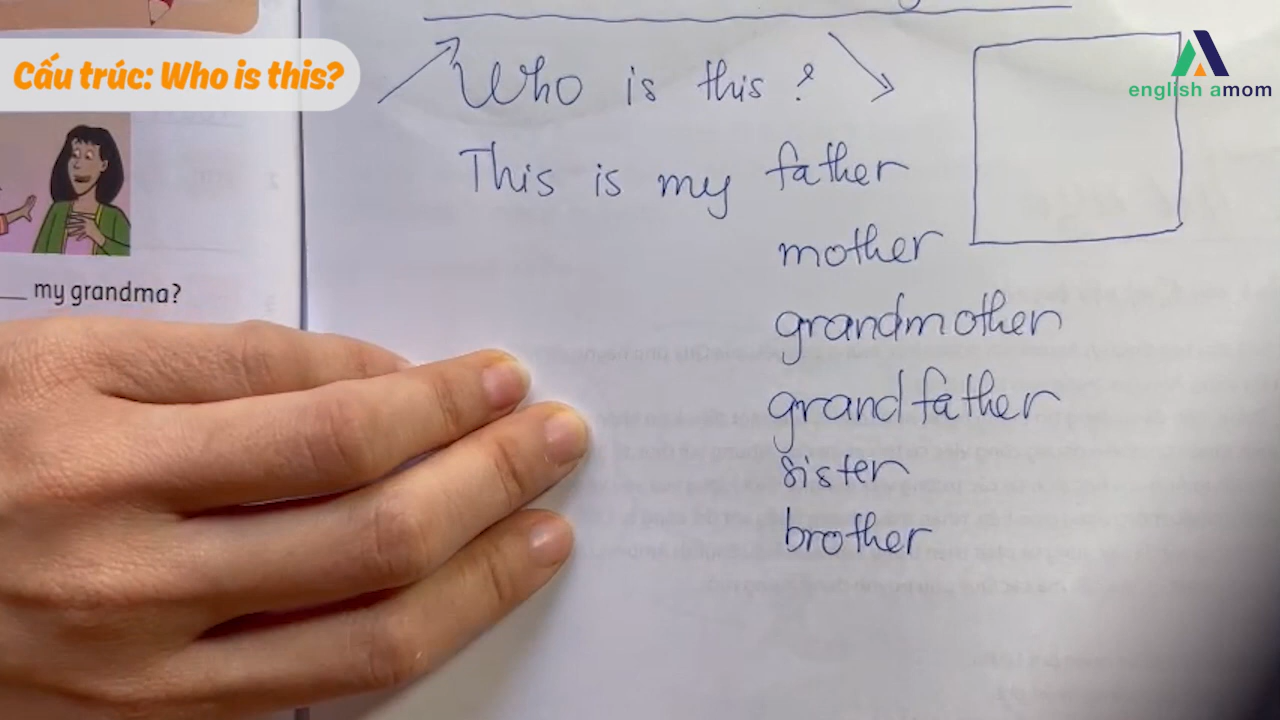 Cấu trúc: Who is this?
english amom
Who is this ?
This is my father
mother
grandmother
grandfather
sister
brother
my grandma?